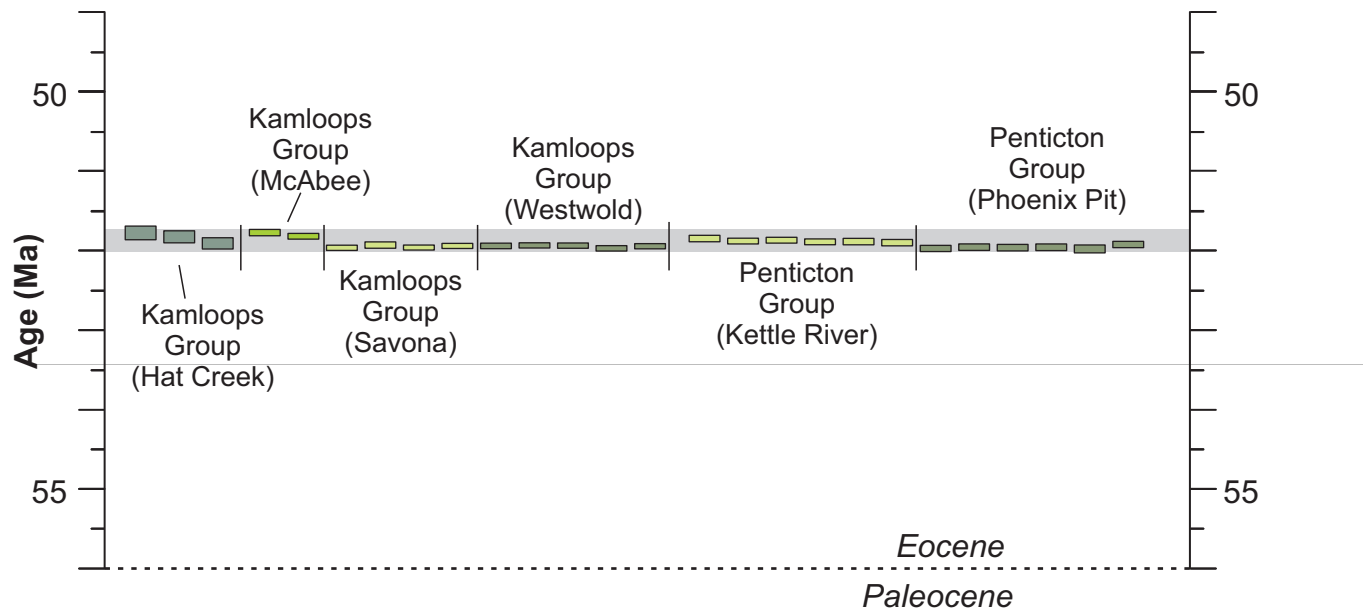 50
50
Kamloops
Group
(McAbee)
Kamloops
Group
(Westwold)
Penticton
Group
(Phoenix Pit)
Age (Ma)
Kamloops
Group
(Hat Creek)
Kamloops
Group
(Savona)
Penticton
Group
(Kettle River)
55
55
Eocene
Paleocene